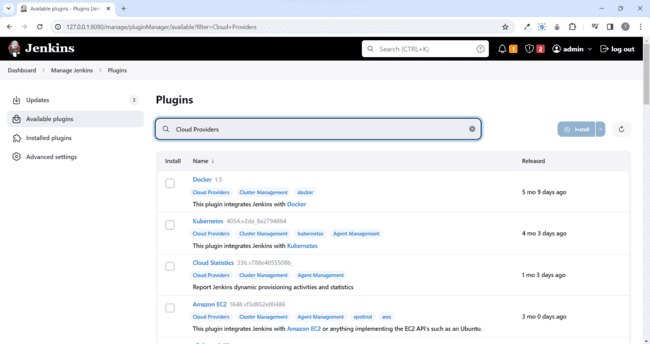 Available plugins - Plugins [Jen
127.0.0.1:8080/manage/pluginManager/available?filter=Cloud+Providers
Jenkins
Search (CTRL+K)
1
2
admin
log out
Dashboard > Manage Jenkins > Plugins
Updates 3
Available plugins
Installed plugins
Advanced settings
Plugins
Cloud Providers
Install
Install Name ↓ Released
Docker 1.5
Cloud Providers Cluster Management docker
This plugin integrates Jenkins with Docker
5 mo 9 days ago
Kubernetes
Cloud Providers Cluster Management kubernetes Agent Management
This plugin integrates Jenkins with Kubernetes
4 mo 3 days ago
Cloud Statistics 336.v788e4055508b_
Cloud Providers Cluster Management Agent Management
Report Jenkins dynamic provisioning activities and statistics
1 mo 3 days ago
Amazon EC2
Cloud Providers Cluster Management Agent Management spotinst aws
This plugin integrates Jenkins with Amazon EC2 or anything implementing the EC2 API's such as an Ubuntu.
3 mo 0 days ago